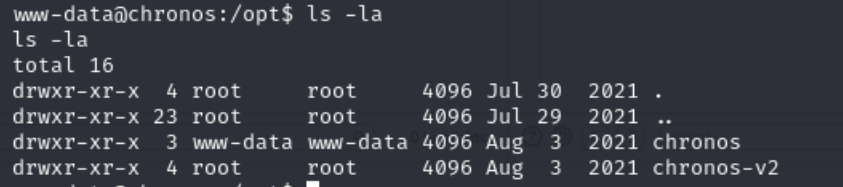 www-data@chronos:/opt$ ls -la
ls -la
total 16
drwxr-xr-x  4 root     root     4096 Jul 30  2021 .
drwxr-xr-x 23 root     root     4096 Jul 29  2021 ..
drwxr-xr-x  3 www-data www-data 4096 Aug  3  2021 chronos
drwxr-xr-x  4 root     root     4096 Aug  3  2021 chronos-v2